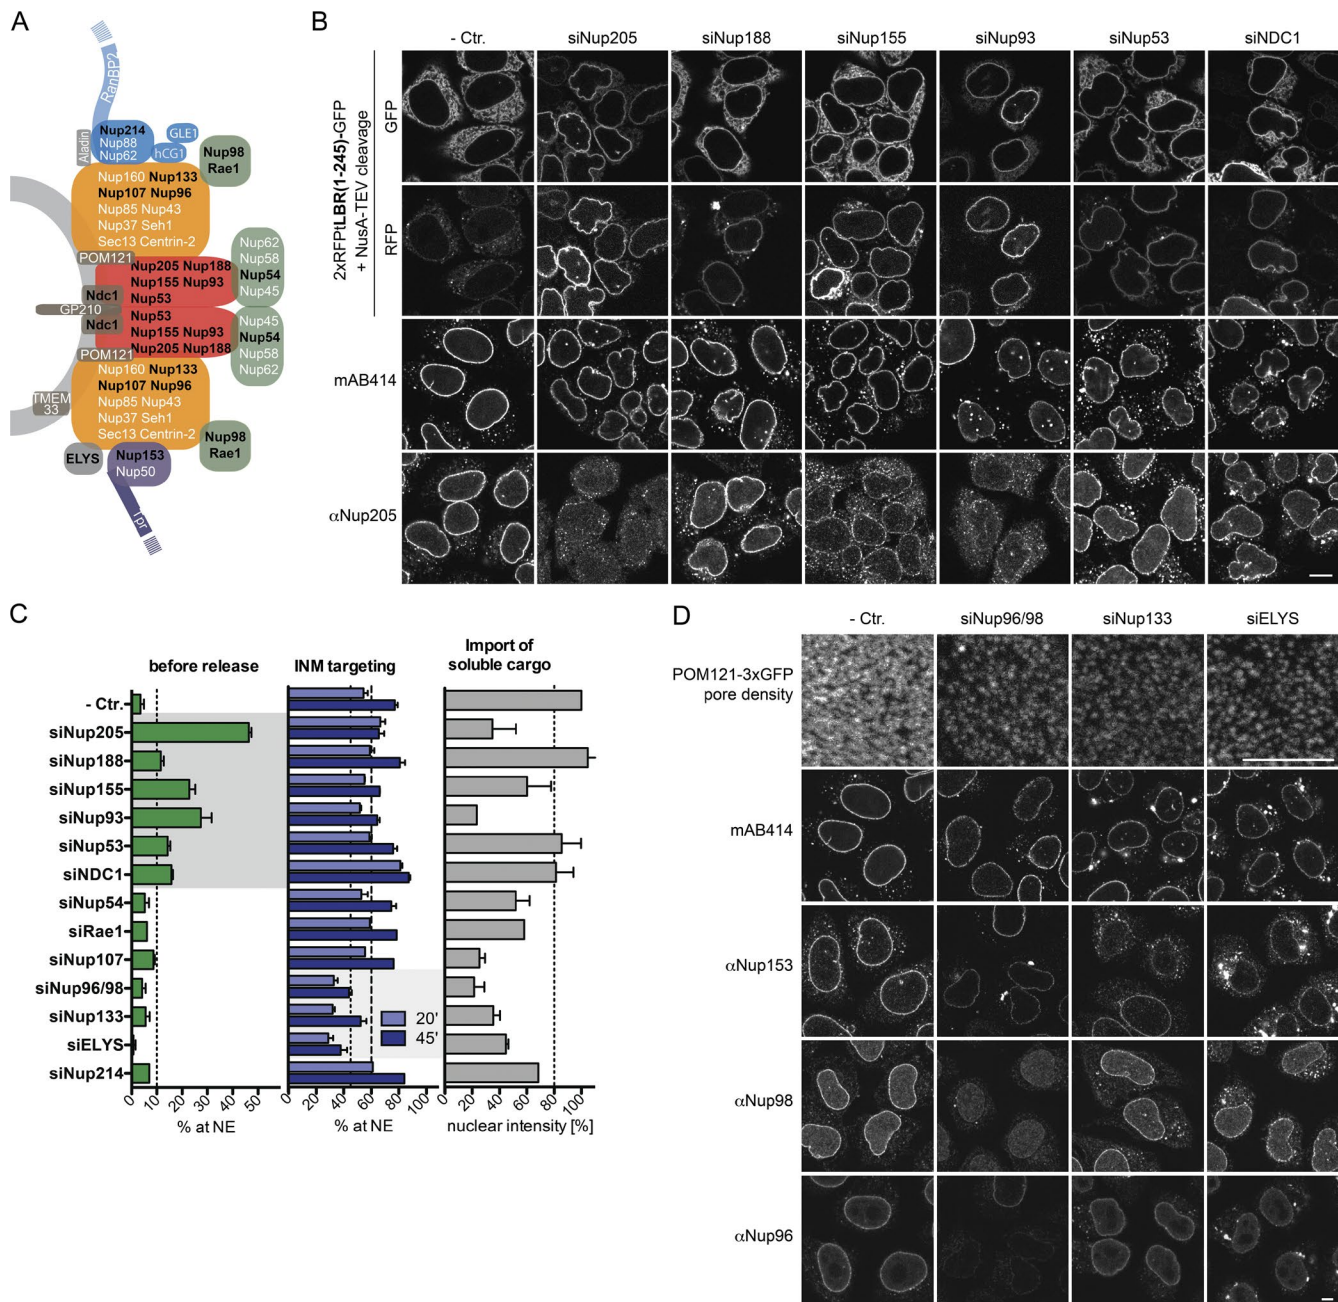 A
RanBP2
Aladin
Nup214
Nup88
Nup62
GLE1
hCG1
Nup98
Rae1
Nup160 Nup133
Nup107 Nup96
Nup85 Nup43
Nup37 Seh1
Sec13 Centrin-2
POM121
Nup205 Nup188
Nup155 Nup93
Nup53
Nup62
Nup58
Nup54
Nup45
Ndc1
GP210
Ndc1
Nup53
Nup155 Nup93
Nup205 Nup188
Nup45
Nup54
Nup58
Nup62
POM121
Nup160 Nup133
Nup107 Nup96
Nup85 Nup43
Nup37 Seh1
Sec13 Centrin-2
TMEM
33
Nup98
Rae1
ELYS
Nup153
Nup50
Tpr
B
- Ctr.
siNup205
siNup188
siNup155
siNup93
siNup53
siNDC1
2xRFPtLBR(1-245)-GFP
+ NusA-TEV cleavage
GFP
RFP
mAB414
αNup205
C
before release
INM targeting
Import of
soluble cargo
- Ctr.
siNup205
siNup188
siNup155
siNup93
siNup53
siNDC1
siNup54
siRae1
siNup107
siNup96/98
siNup133
siELYS
siNup214
20'
45'
0 10 20 30 40 50
0 20 40 60 80 100
0 20 40 60 80 100
% at NE
% at NE
nuclear intensity [%]
D
- Ctr.
siNup96/98
siNup133
siELYS
POM121-3xGFP
pore density
mAB414
αNup153
αNup98
αNup96